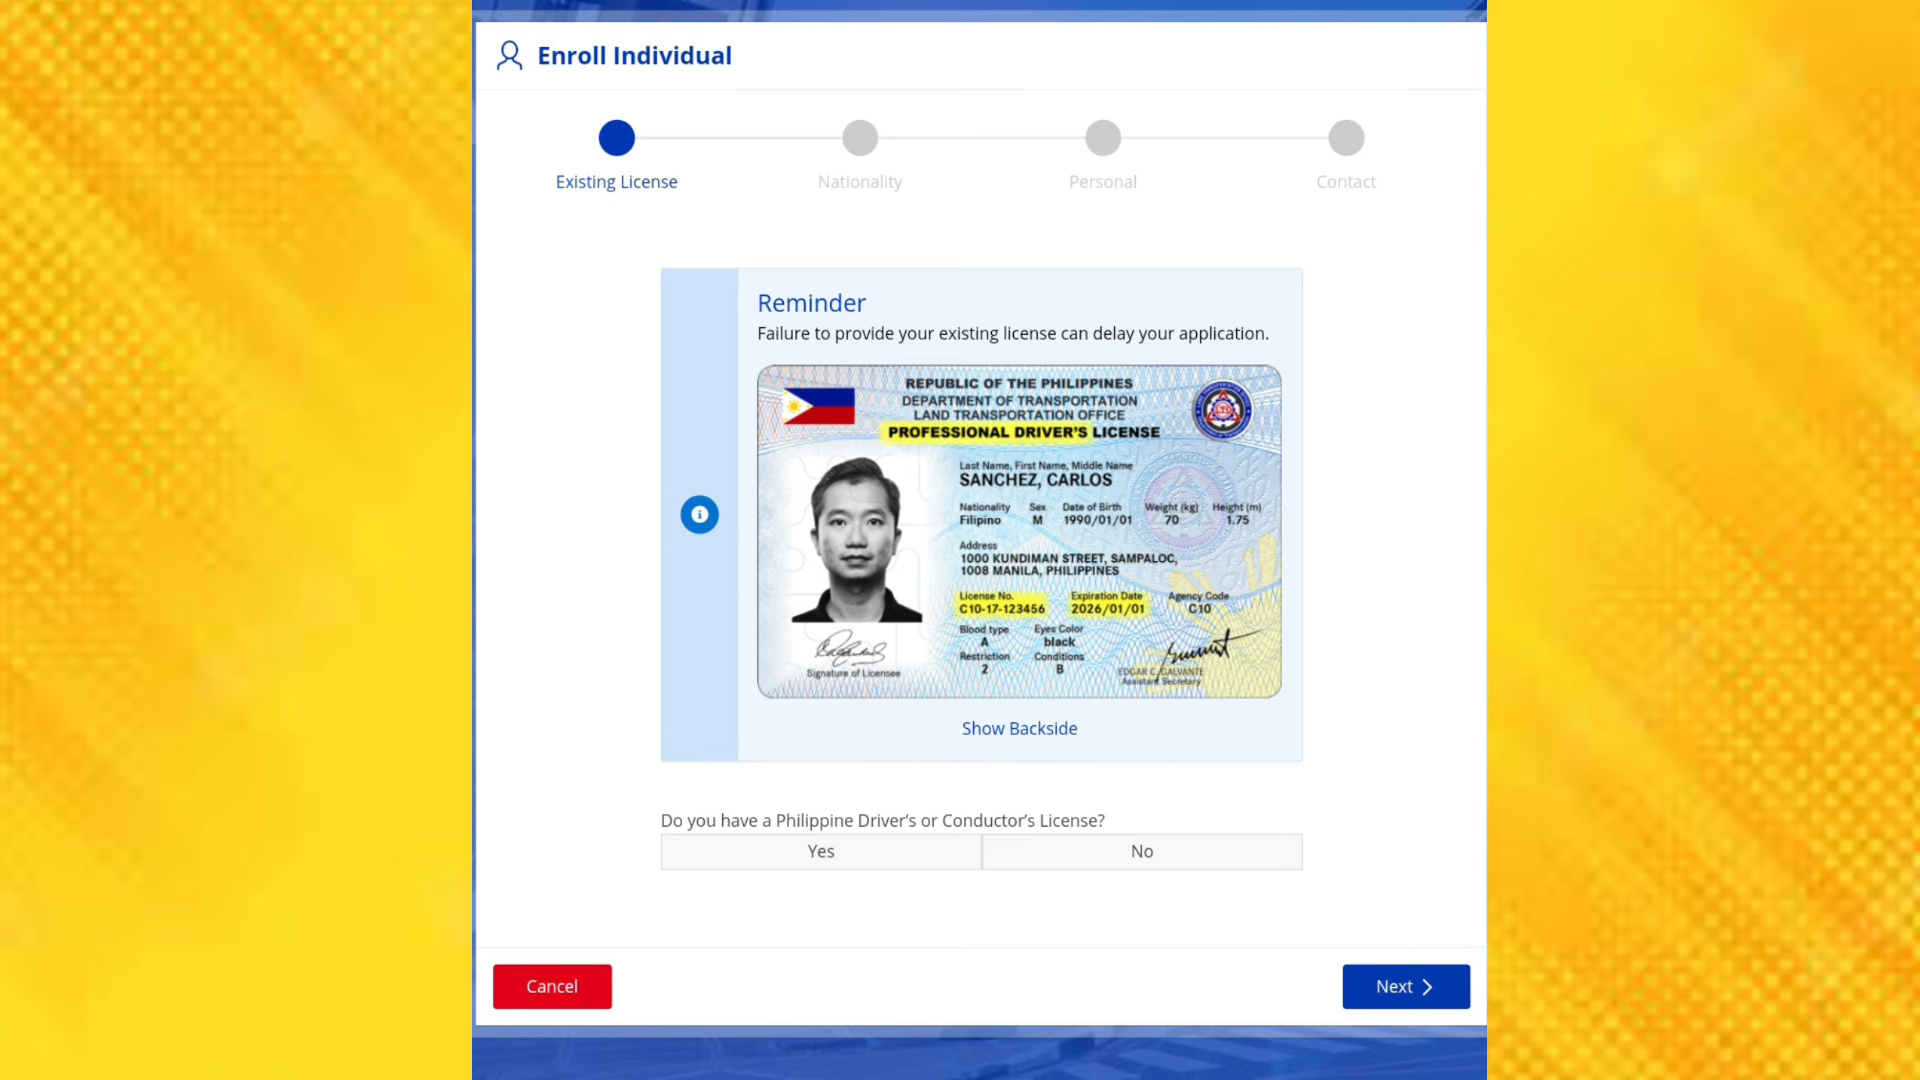 Enroll Individual
Existing License
Nationality
Personal
Contact
Reminder
Failure to provide your existing license can delay your application.
REPUBLIC OF THE PHILIPPINES
DEPARTMENT OF TRANSPORTATION
LAND TRANSPORTATION OFFICE
PROFESSIONAL DRIVER'S LICENSE
LTO
Last Name, First Name, Middle Name
SANCHEZ, CARLOS
Nationality Sex Date of Birth Weight (kg) Height (m)
Filipino M 1990/01/01 70 1.75
Address
1000 KUNDIMAN STREET, SAMPALOC,
1008 MANILA, PHILIPPINES
License No. Expiration Date Agency Code
C10-17-123456 2026/01/01 C10
Blood type Eyes Color
A black
Restriction Conditions
2 B
Signature of Licensee
EDGAR C. GALVANTE
Assistant Secretary
Show Backside
Do you have a Philippine Driver's or Conductor's License?
Yes No
Cancel
Next